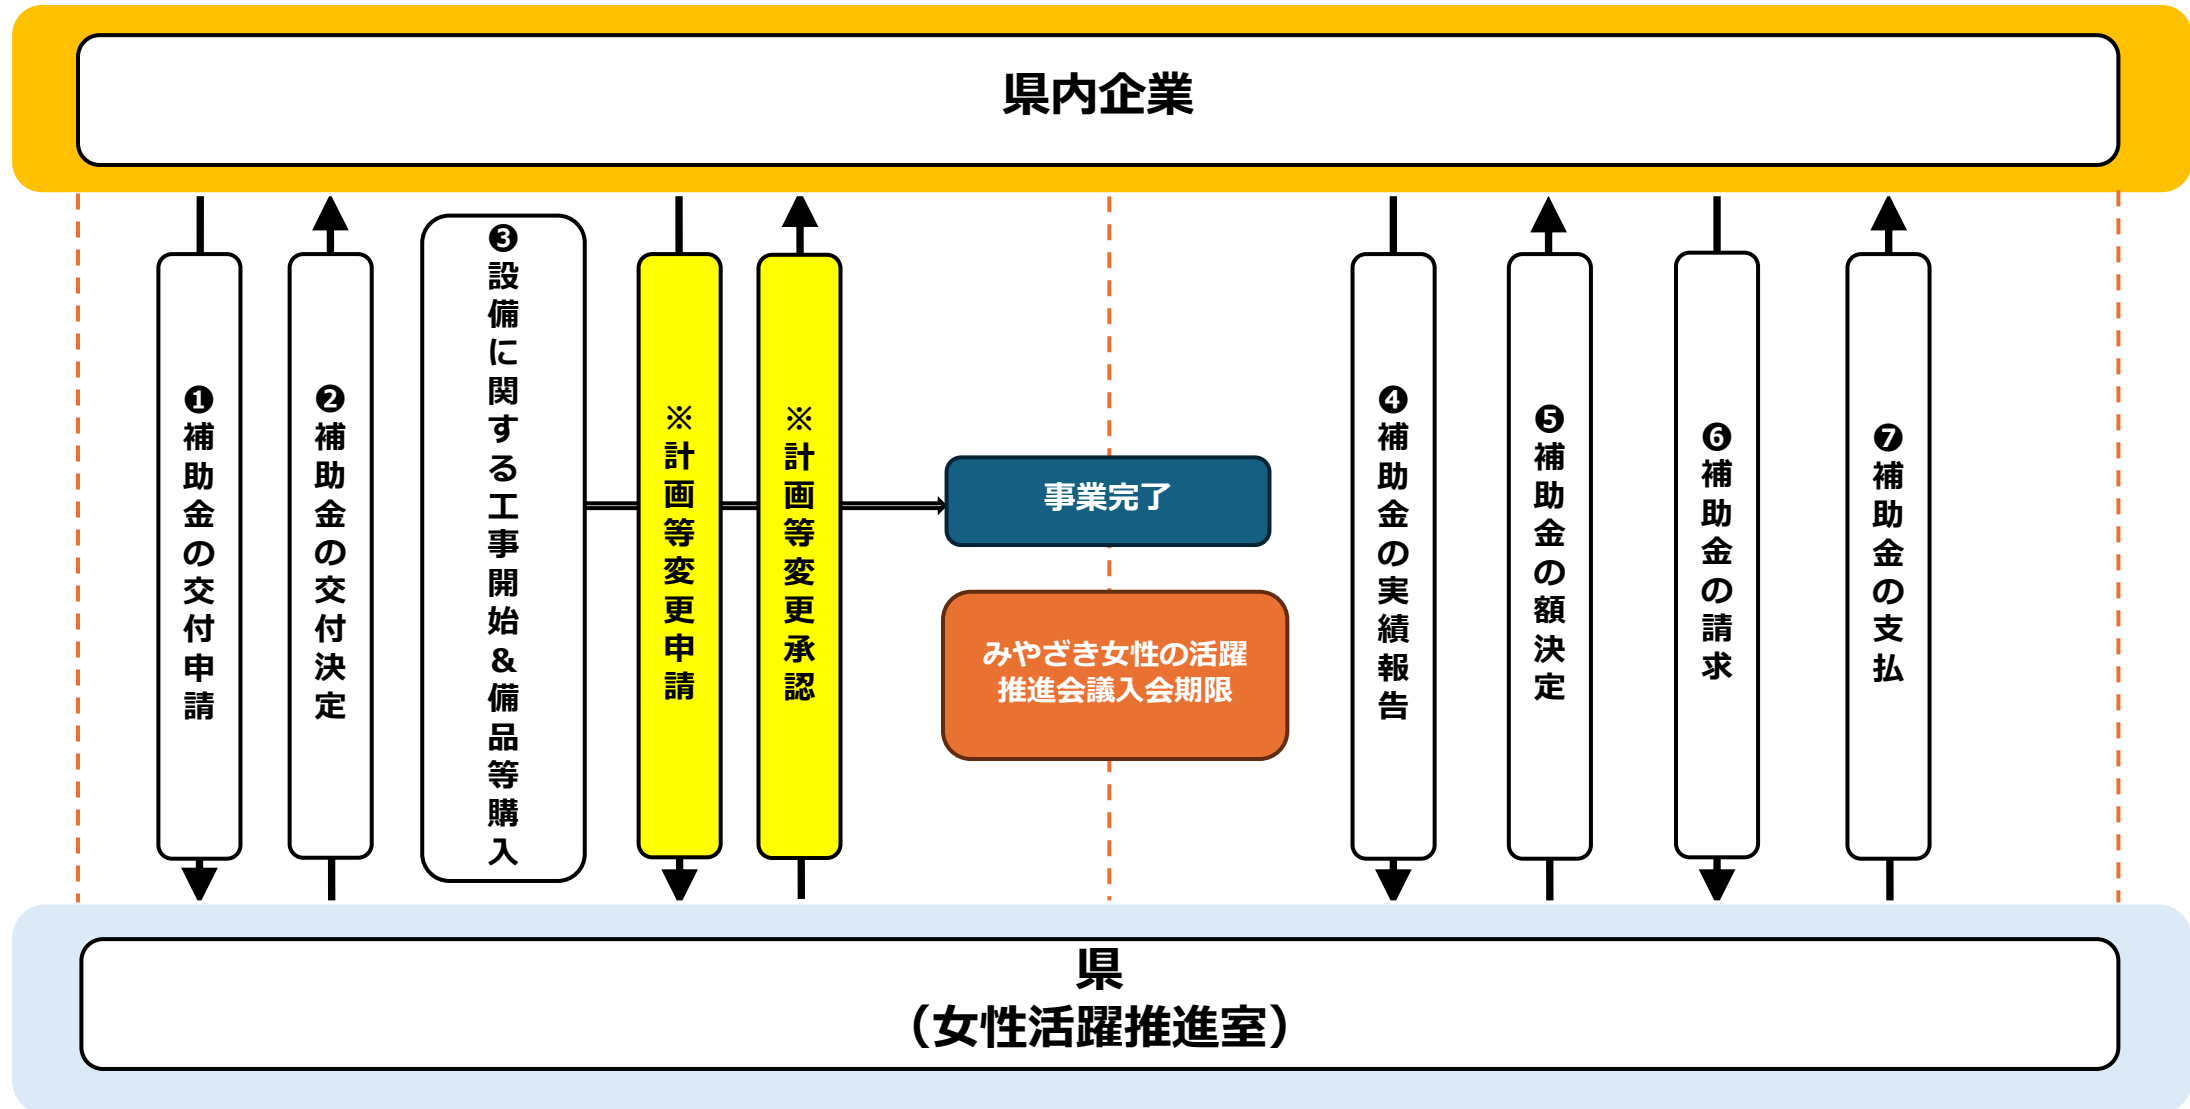 県内企業
❶補助金の交付申請
❷補助金の交付決定
❸設備に関する工事開始&備品等購入
※計画等変更申請
※計画等変更承認
事業完了
みやざき女性の活躍
推進会議入会期限
❹補助金の実績報告
❺補助金の額決定
❻補助金の請求
❼補助金の支払
県
（女性活躍推進室）